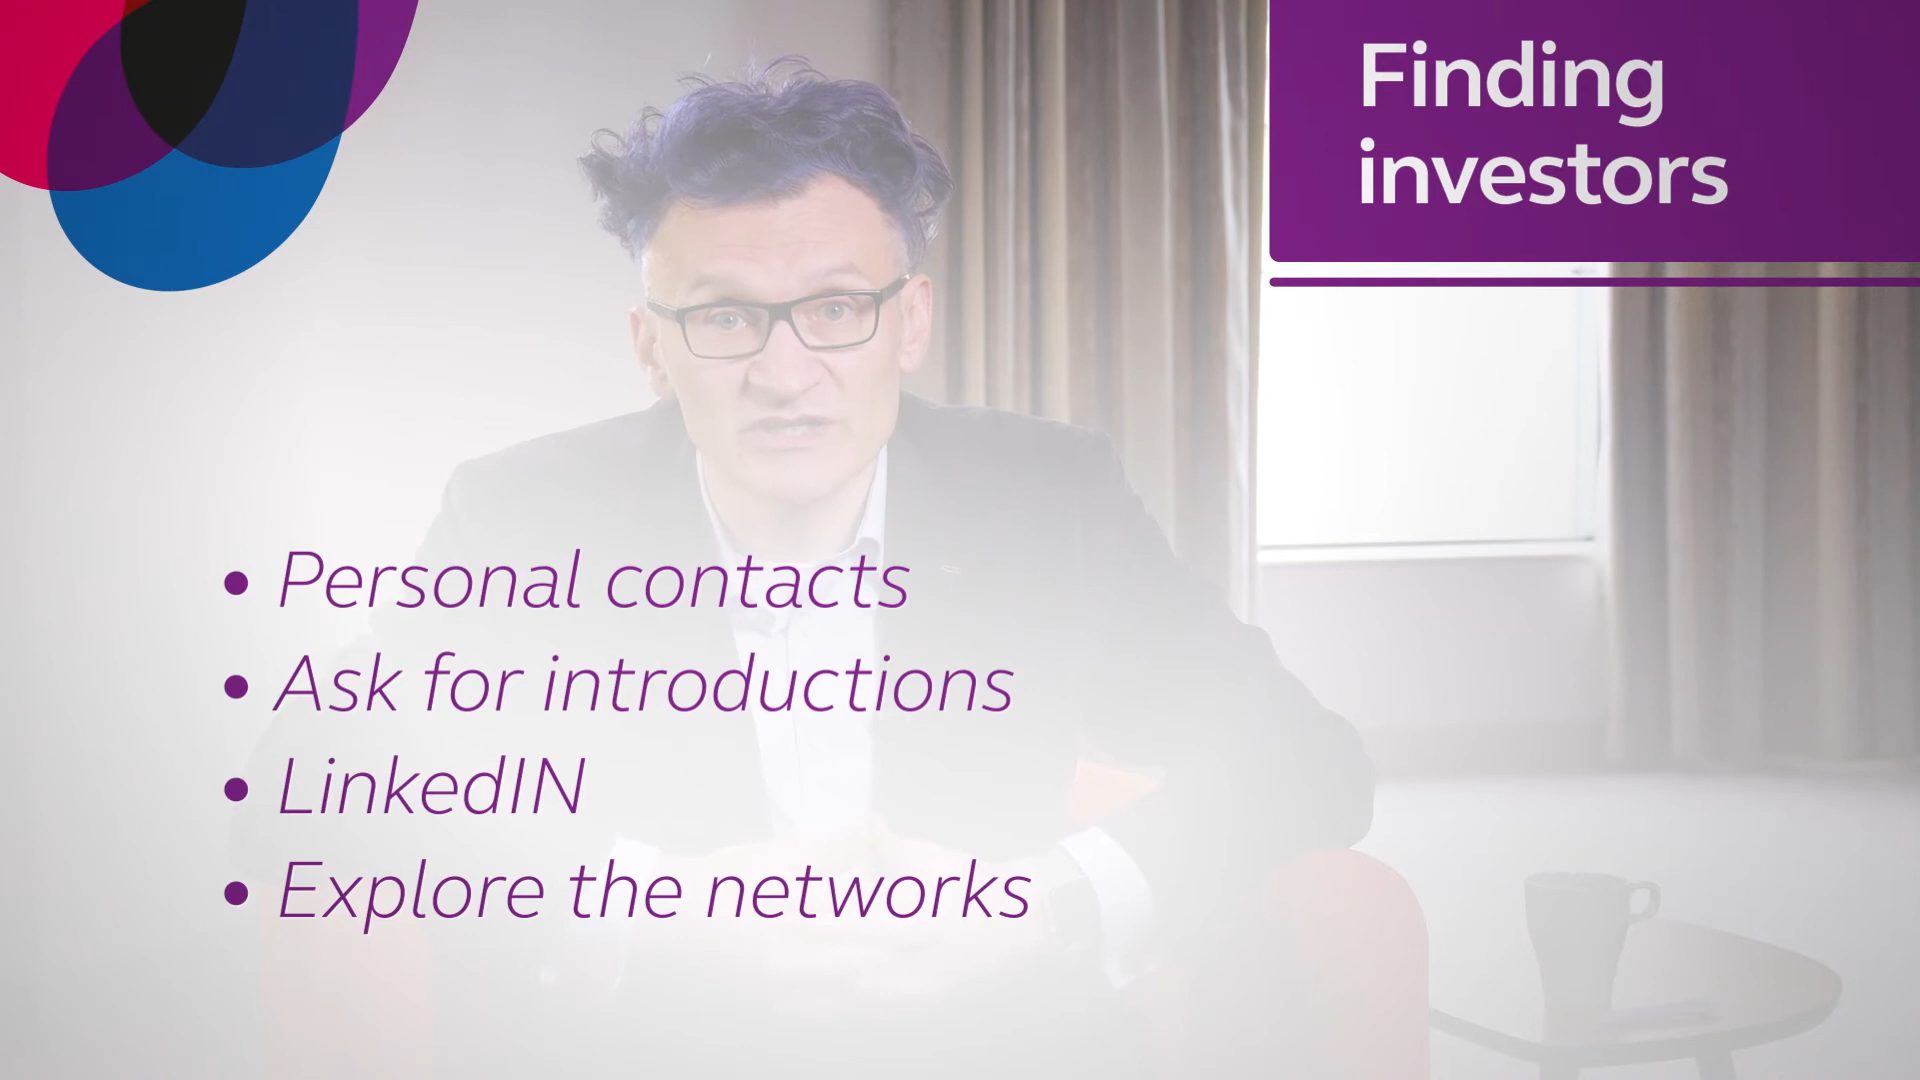 Finding
investors
• Personal contacts
• Ask for introductions
• LinkedIN
• Explore the networks